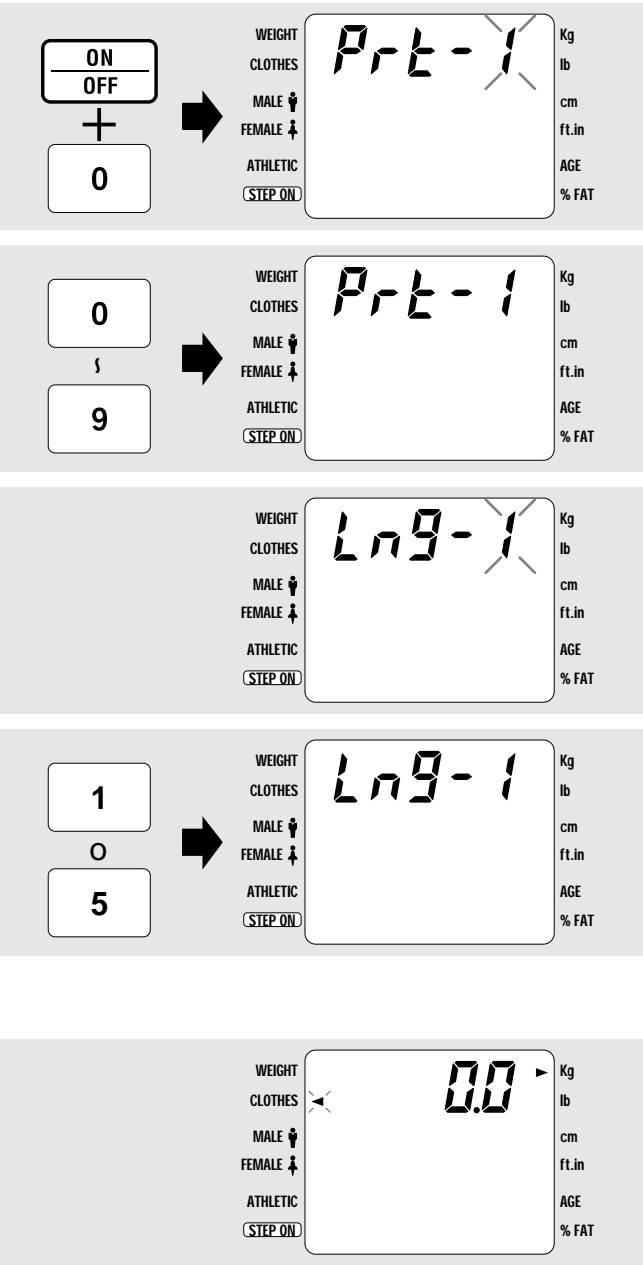 ON
OFF
+
0
WEIGHT
CLOTHES
MALE
FEMALE
ATHLETIC
STEP ON
Prt-1
Kg
lb
cm
ft.in
AGE
% FAT
0
~
9
WEIGHT
CLOTHES
MALE
FEMALE
ATHLETIC
STEP ON
Prt-1
Kg
lb
cm
ft.in
AGE
% FAT
WEIGHT
CLOTHES
MALE
FEMALE
ATHLETIC
STEP ON
Lng-1
Kg
lb
cm
ft.in
AGE
% FAT
1
O
5
WEIGHT
CLOTHES
MALE
FEMALE
ATHLETIC
STEP ON
Lng-1
Kg
lb
cm
ft.in
AGE
% FAT
WEIGHT
CLOTHES
MALE
FEMALE
ATHLETIC
STEP ON
0.0
Kg
lb
cm
ft.in
AGE
% FAT